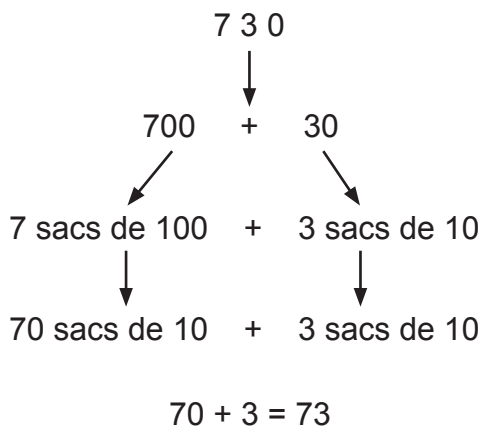 7 3 0
700 + 30
7 sacs de 100 + 3 sacs de 10
70 sacs de 10 + 3 sacs de 10
70 + 3 = 73